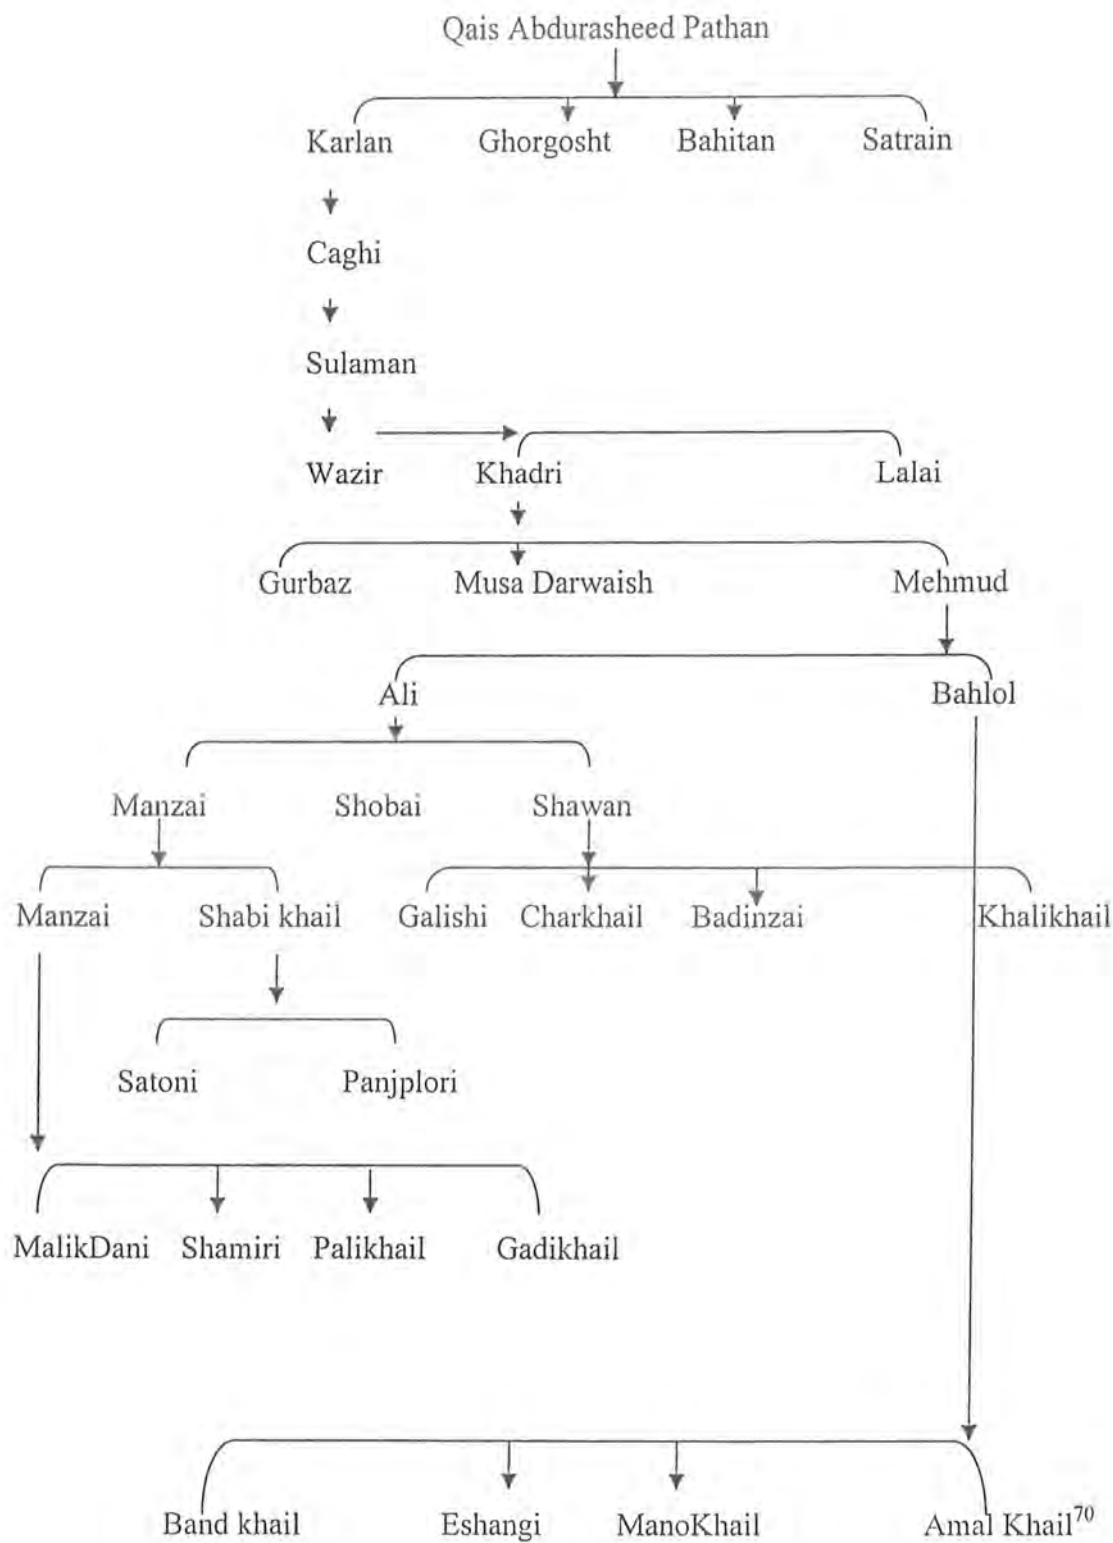 Qais Abdurasheed Pathan
Karlan Ghorgosht Bahitan Satrain
Caghi
Sulaman
Wazir Khadri Lalai
Gurbaz Musa Darwaish Mehmud
Ali Bahlol
Manzai Shobai Shawan
Manzai Shabi khail Galishi Charkhail Badinzai Khalikhail
Satoni Panjplori
MalikDani Shamiri Palikhail Gadikhail
Band khail Eshangi ManoKhail Amal Khail⁷⁰